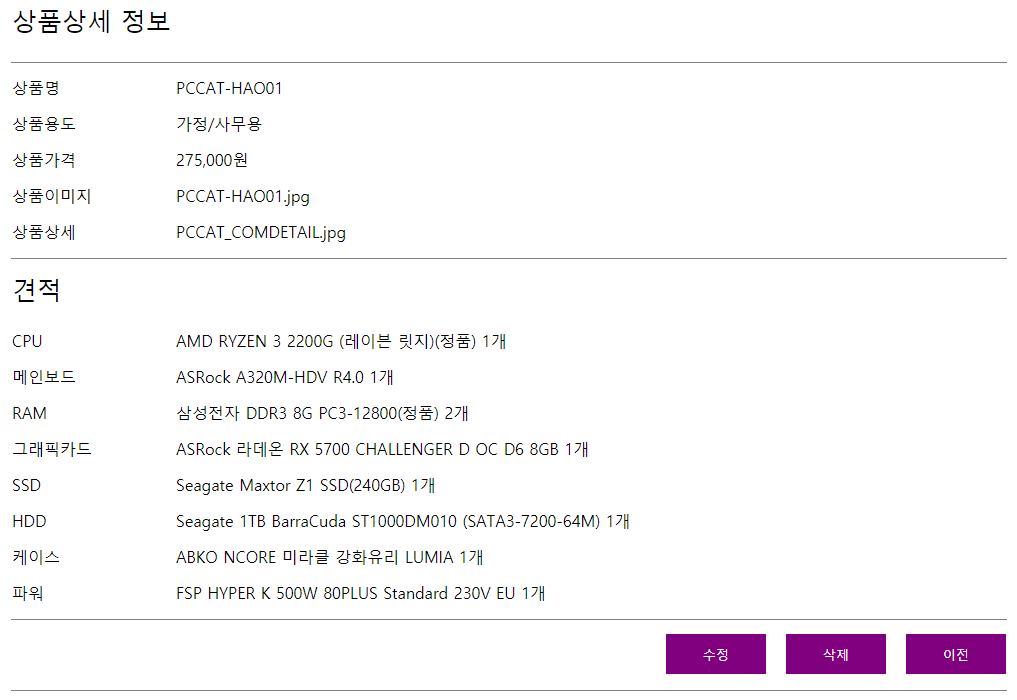 상품상세 정보
상품명 PCCAT-HAO01
상품용도 가정/사무용
상품가격 275,000원
상품이미지 PCCAT-HAO01.jpg
상품상세 PCCAT_COMDETAIL.jpg
견적
CPU AMD RYZEN 3 2200G (레이븐 릿지)(정품) 1개
메인보드 ASRock A320M-HDV R4.0 1개
RAM 삼성전자 DDR3 8G PC3-12800(정품) 2개
그래픽카드 ASRock 라데온 RX 5700 CHALLENGER D OC D6 8GB 1개
SSD Seagate Maxtor Z1 SSD(240GB) 1개
HDD Seagate 1TB BarraCuda ST1000DM010 (SATA3-7200-64M) 1개
케이스 ABKO NCORE 미라클 강화유리 LUMIA 1개
파워 FSP HYPER K 500W 80PLUS Standard 230V EU 1개
수정 삭제 이전